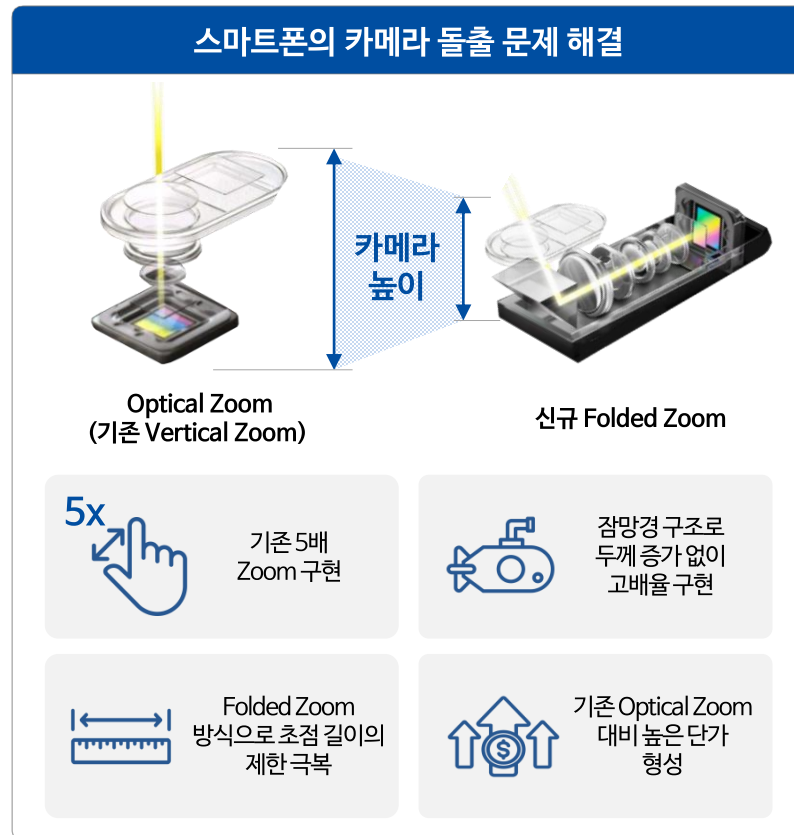 스마트폰의 카메라 돌출 문제 해결
카메라
높이
Optical Zoom
(기존 Vertical Zoom)
신규 Folded Zoom
5x
기존 5배
Zoom 구현
잠망경 구조로
두께 증가 없이
고배율 구현
Folded Zoom
방식으로 초점 길이의
제한 극복
$
기존 Optical Zoom
대비 높은 단가
형성